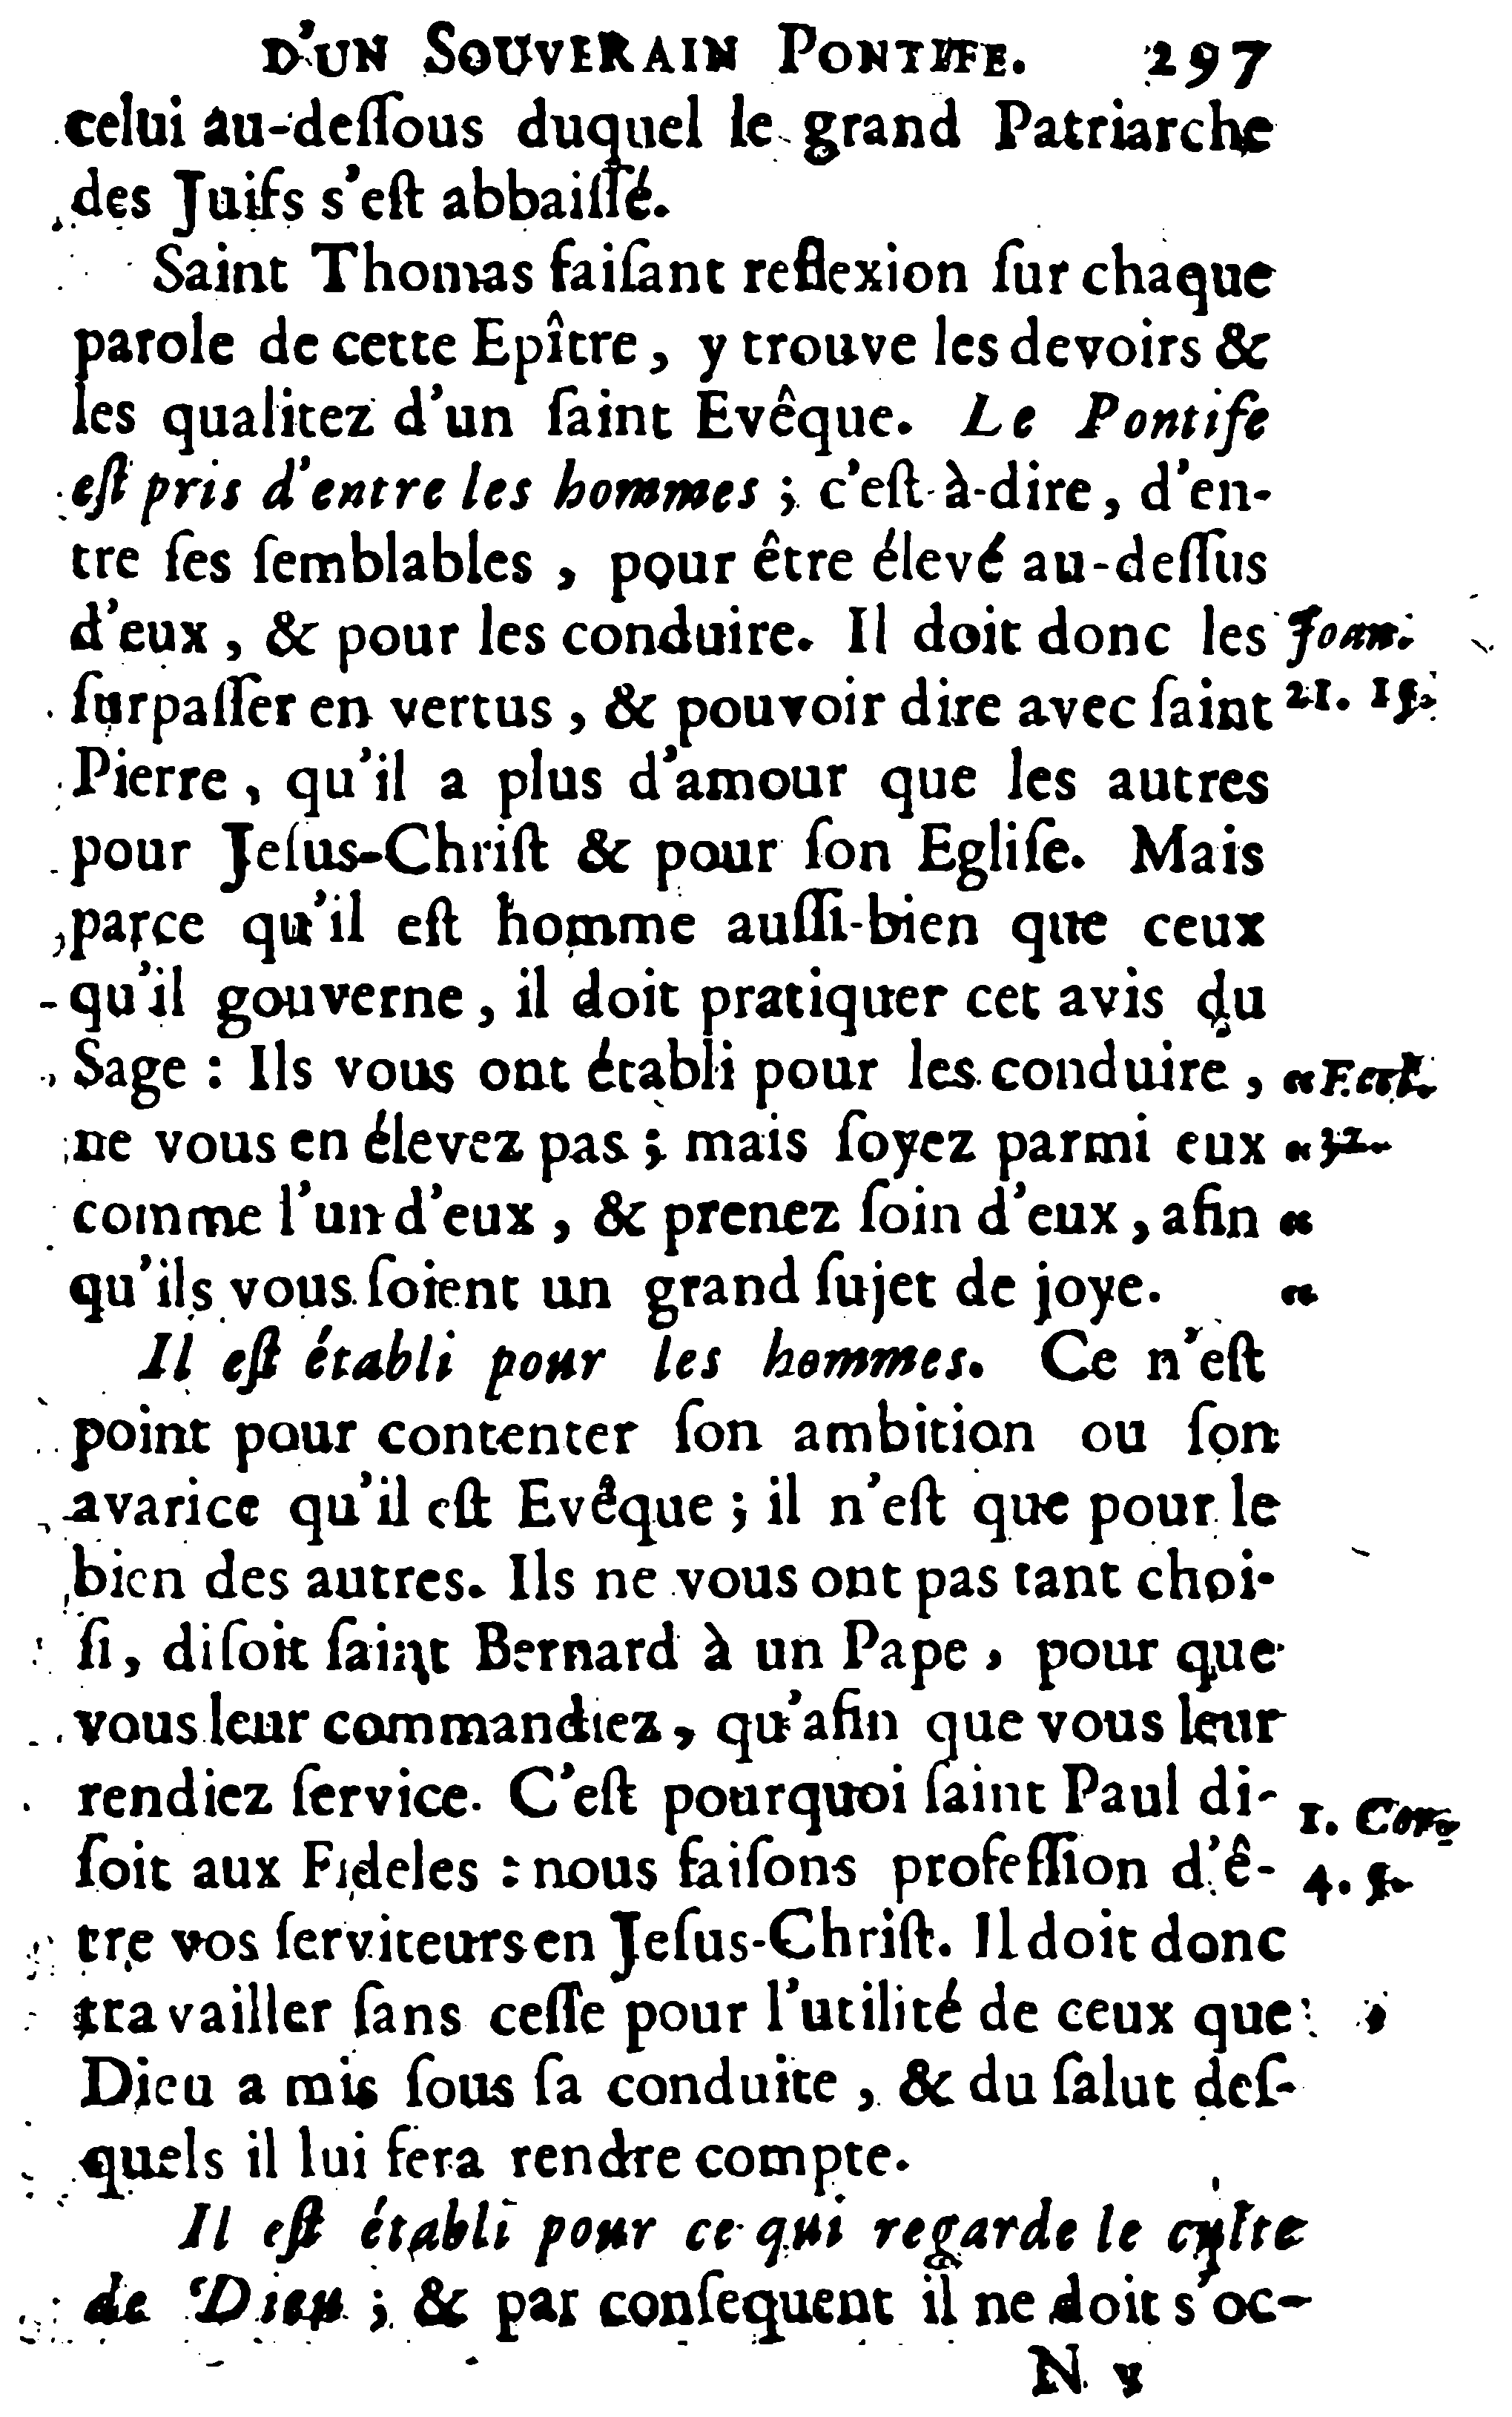 D'UN SOUVERAIN PONTIFE. 297
celui au-deſſous duquel le grand Patriarche
des Juifs s'eſt abbaiſſé.
Saint Thomas faiſant reflexion ſur chaque
parole de cette Epître, y trouve les devoirs &
les qualitez d'un ſaint Evêque. Le Pontife
eſt pris d'entre les hommes ; c'eſt-à-dire, d'en-
tre ſes ſemblables, pour être élevé au-deſſus
d'eux, & pour les conduire. Il doit donc les Joan.
ſurpaſſer en vertus, & pouvoir dire avec ſaint 21. 15.
Pierre, qu'il a plus d'amour que les autres
pour Jeſus-Chriſt & pour ſon Egliſe. Mais
parce qu'il eſt homme auſſi-bien que ceux
qu'il gouverne, il doit pratiquer cet avis du
Sage : Ils vous ont établi pour les conduire, « Eccl.
ne vous en élevez pas ; mais ſoyez parmi eux « 32.
comme l'un d'eux, & prenez ſoin d'eux, afin «
qu'ils vous ſoient un grand ſujet de joye. «
Il eſt établi pour les hommes. Ce n'eſt
point pour contenter ſon ambition ou ſon
avarice qu'il eſt Evêque ; il n'eſt que pour le
bien des autres. Ils ne vous ont pas tant choi-
ſi, diſoit ſaint Bernard à un Pape, pour que
vous leur commandiez, qu'afin que vous leur
rendiez ſervice. C'eſt pourquoi ſaint Paul di- 1. Cor.
ſoit aux Fideles : nous faiſons profeſſion d'ê- 4. 5.
tre vos ſerviteurs en Jeſus-Chriſt. Il doit donc
travailler ſans ceſſe pour l'utilité de ceux que
Dieu a mis ſous ſa conduite, & du ſalut deſ-
quels il lui fera rendre compte.
Il eſt établi pour ce qui regarde le culte
de Dieu ; & par conſequent il ne doit s'oc-
N v